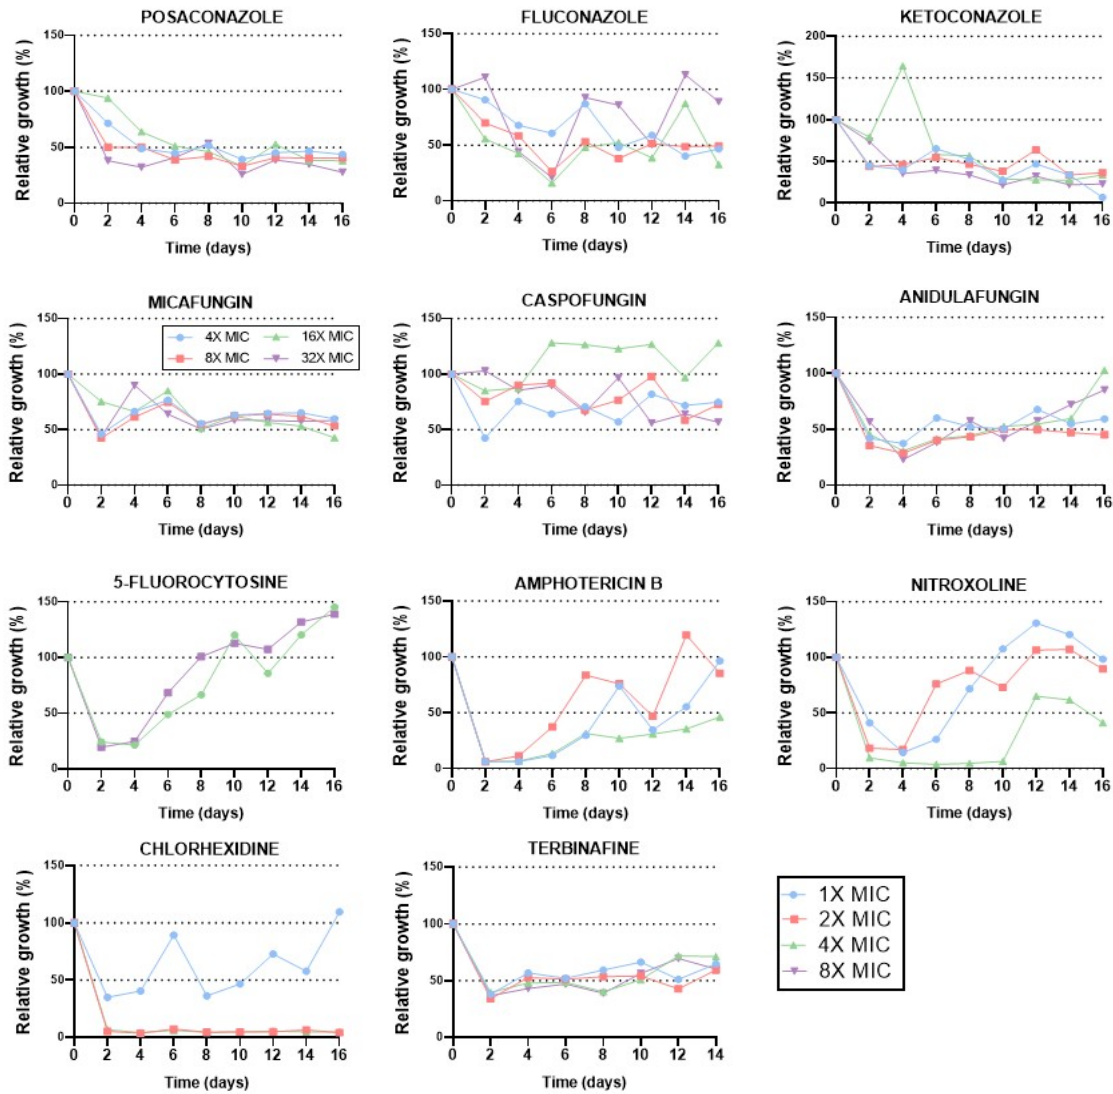 POSACONAZOLE
Relative growth (%)
150
100
50
0
0 2 4 6 8 10 12 14 16
Time (days)
FLUCONAZOLE
Relative growth (%)
150
100
50
0
0 2 4 6 8 10 12 14 16
Time (days)
KETOCONAZOLE
Relative growth (%)
200
150
100
50
0
0 2 4 6 8 10 12 14 16
Time (days)
MICAFUNGIN
Relative growth (%)
150
100
50
0
4X MIC 16X MIC
8X MIC 32X MIC
0 2 4 6 8 10 12 14 16
Time (days)
CASPOFUNGIN
Relative growth (%)
150
100
50
0
0 2 4 6 8 10 12 14 16
Time (days)
ANIDULAFUNGIN
Relative growth (%)
150
100
50
0
0 2 4 6 8 10 12 14 16
Time (days)
5-FLUOROCYTOSINE
Relative growth (%)
150
100
50
0
0 2 4 6 8 10 12 14 16
Time (days)
AMPHOTERICIN B
Relative growth (%)
150
100
50
0
0 2 4 6 8 10 12 14 16
Time (days)
NITROXOLINE
Relative growth (%)
150
100
50
0
0 2 4 6 8 10 12 14 16
Time (days)
CHLORHEXIDINE
Relative growth (%)
150
100
50
0
0 2 4 6 8 10 12 14 16
Time (days)
TERBINAFINE
Relative growth (%)
150
100
50
0
0 2 4 6 8 10 12 14
Time (days)
1X MIC
2X MIC
4X MIC
8X MIC